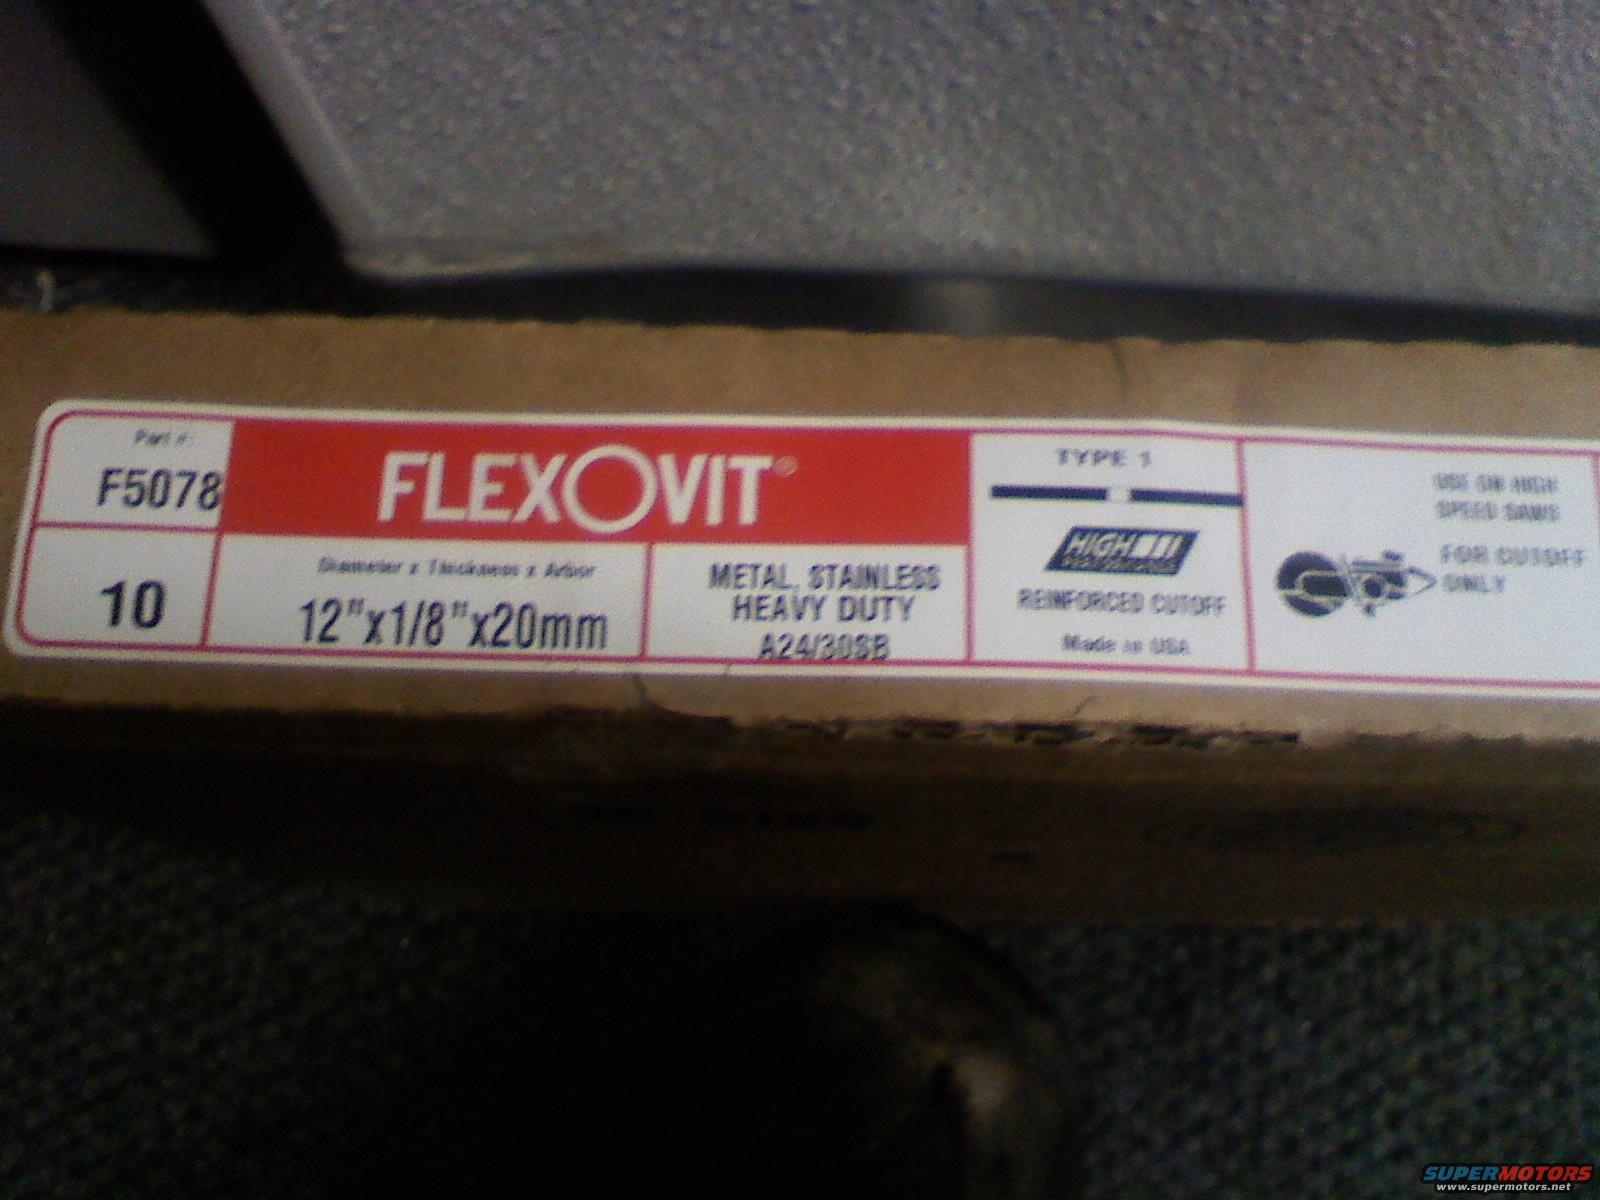 Part #:
F5078
10
FLEXOVIT®
Diameter x Thickness x Arbor
12"x1/8"x20mm
METAL, STAINLESS
HEAVY DUTY
A24/30SB
TYPE 1
HIGH
PERFORMANCE
REINFORCED CUTOFF
Made in USA
USE ON HIGH
SPEED SAWS
FOR CUTOFF
ONLY
SUPERMOTORS
www.supermotors.net